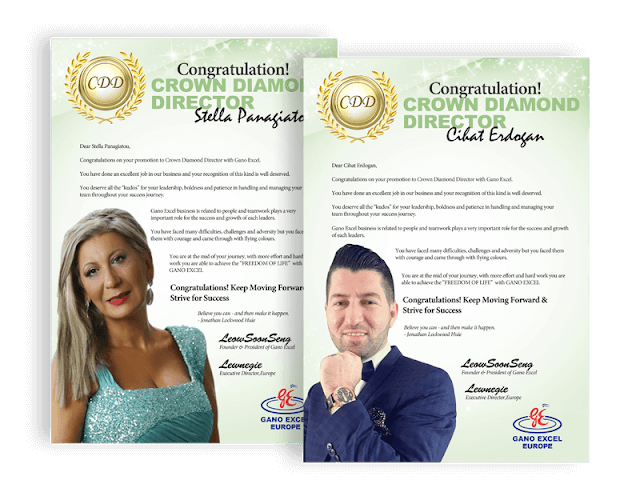 CDD
Congratulation!
CROWN DIAMOND
DIRECTOR
Stella Panagiato
Dear Stella Panagiatou,
Congratulations on your promotion to Crown Diamond Director with Gano Excel.
You have done an excellent job in our business and your recognition of this kind is well deserved.
You deserve all the "kudos" for your leadership, boldness and patience in handling and managing your
team throughout your success journey.
Gano Excel business is related to people and teamwork plays a very
important role for the success and growth of each leaders.
You have faced many difficulties, challenges and adversity but you faced
them with courage and came through with flying colours.
You are at the end of your journey, with more effort and hard
work you are able to achieve the "FREEDOM OF LIFE" with
GANO EXCEL
Congratulations! Keep Moving Forward
Strive for Success
Believe you can - and then make it happen.
- Jonathan Lockwood Huie
LeowSoonSeng
Founder & President of Gano Excel
Lewnegie
Executive Director, Europe
GE
GANO EXCEL
EUROPE
CDD
Congratulation!
CROWN DIAMOND
DIRECTOR
Cihat Erdogan
Dear Cihat Erdogan,
Congratulations on your promotion to Crown Diamond Director with Gano Excel.
You have done an excellent job in our business and your recognition of this kind is well deserved.
You deserve all the "kudos" for your leadership, boldness and patience in handling and managing your
team throughout your success journey.
Gano Excel business is related to people and teamwork plays a very important role for the success and growth
of each leaders.
You have faced many difficulties, challenges and adversity but you faced them
with courage and came through with flying colours.
You are at the end of your journey, with more effort and hard work you are
able to achieve the "FREEDOM OF LIFE" with GANO EXCEL
Congratulations! Keep Moving Forward &
Strive for Success
Believe you can - and then make it happen.
- Jonathan Lockwood Huie
LeowSoonSeng
Founder & President of Gano Excel
Lewnegie
Executive Director, Europe
GE
GANO EXCEL
EUROPE